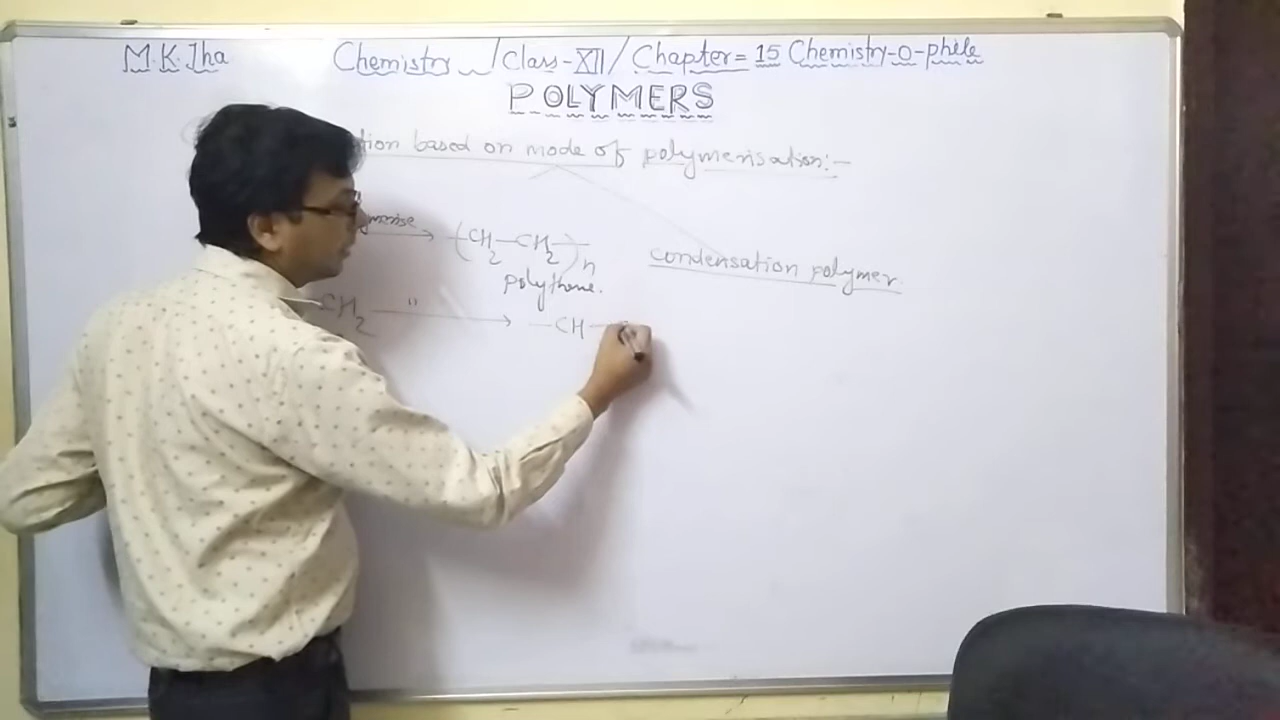 M.K.Jha Chemistry /Class-XII/ Chapter= 15 Chemistry-o-phile
POLYMERS
tion based on mode of polymerisation:-
merise
(CH2-CH2)n
polythene.
condensation polymer.
CH2 " -CH-